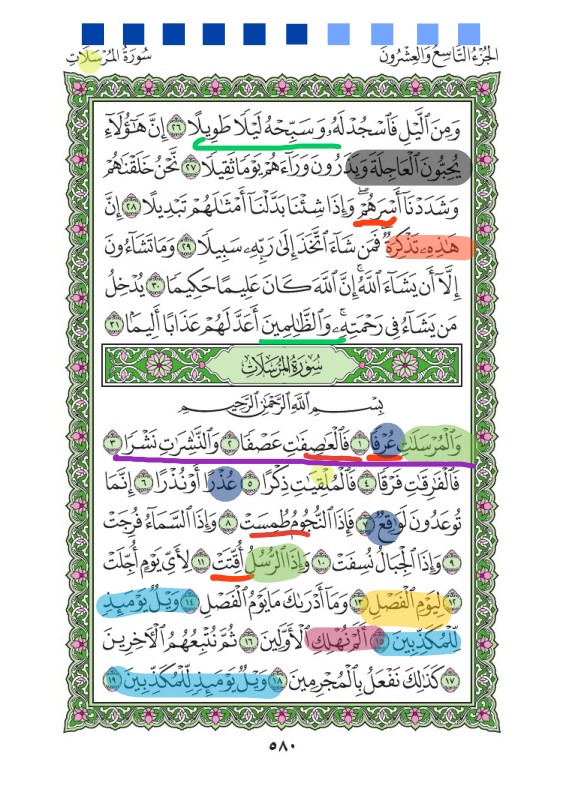 الجُزْءُ التَّاسِعُ وَالعِشْرُونَ سُورَةُ المُرْسَلَاتِ
وَمِنَ ٱلَّيْلِ فَٱسْجُدْ لَهُۥ وَسَبِّحْهُ لَيْلًا طَوِيلًا ٢٦ إِنَّ هَٰٓؤُلَآءِ
يُحِبُّونَ ٱلْعَاجِلَةَ وَيَذَرُونَ وَرَآءَهُمْ يَوْمًا ثَقِيلًا ٢٧ نَّحْنُ خَلَقْنَٰهُمْ
وَشَدَدْنَآ أَسْرَهُمْ ۖ وَإِذَا شِئْنَا بَدَّلْنَآ أَمْثَٰلَهُمْ تَبْدِيلًا ٢٨ إِنَّ
هَٰذِهِۦ تَذْكِرَةٌ ۖ فَمَن شَآءَ ٱتَّخَذَ إِلَىٰ رَبِّهِۦ سَبِيلًا ٢٩ وَمَا تَشَآءُونَ
إِلَّآ أَن يَشَآءَ ٱللَّهُ ۚ إِنَّ ٱللَّهَ كَانَ عَلِيمًا حَكِيمًا ٣٠ يُدْخِلُ
مَن يَشَآءُ فِى رَحْمَتِهِۦ ۚ وَٱلظَّٰلِمِينَ أَعَدَّ لَهُمْ عَذَابًا أَلِيمًۢا ٣١
سُورَةُ المُرْسَلَاتِ
بِسْمِ ٱللَّهِ ٱلرَّحْمَٰنِ ٱلرَّحِيمِ
وَٱلْمُرْسَلَٰتِ عُرْفًا ١ فَٱلْعَٰصِفَٰتِ عَصْفًا ٢ وَٱلنَّٰشِرَٰتِ نَشْرًا ٣
فَٱلْفَٰرِقَٰتِ فَرْقًا ٤ فَٱلْمُلْقِيَٰتِ ذِكْرًا ٥ عُذْرًا أَوْ نُذْرًا ٦ إِنَّمَا
تُوعَدُونَ لَوَٰقِعٌ ٧ فَإِذَا ٱلنُّجُومُ طُمِسَتْ ٨ وَإِذَا ٱلسَّمَآءُ فُرِجَتْ
٩ وَإِذَا ٱلْجِبَالُ نُسِفَتْ ١٠ وَإِذَا ٱلرُّسُلُ أُقِّتَتْ ١١ لِأَىِّ يَوْمٍ أُجِّلَتْ
١٢ لِيَوْمِ ٱلْفَصْلِ ١٣ وَمَآ أَدْرَىٰكَ مَا يَوْمُ ٱلْفَصْلِ ١٤ وَيْلٌ يَوْمَئِذٍ
لِّلْمُكَذِّبِينَ ١٥ أَلَمْ نُهْلِكِ ٱلْأَوَّلِينَ ١٦ ثُمَّ نُتْبِعُهُمُ ٱلْءَاخِرِينَ
١٧ كَذَٰلِكَ نَفْعَلُ بِٱلْمُجْرِمِينَ ١٨ وَيْلٌ يَوْمَئِذٍ لِّلْمُكَذِّبِينَ ١٩
٥٨٠